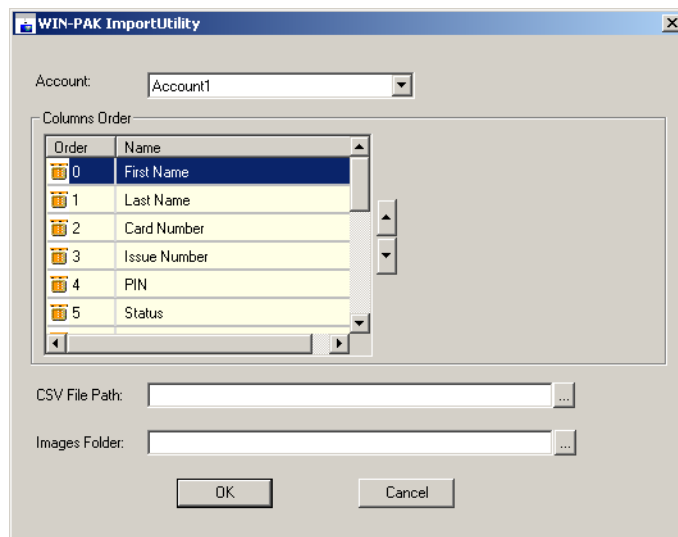 WIN-PAK ImportUtility
Account: Account1
Columns Order
Order Name
0 First Name
1 Last Name
2 Card Number
3 Issue Number
4 PIN
5 Status
CSV File Path: ...
Images Folder: ...
OK Cancel